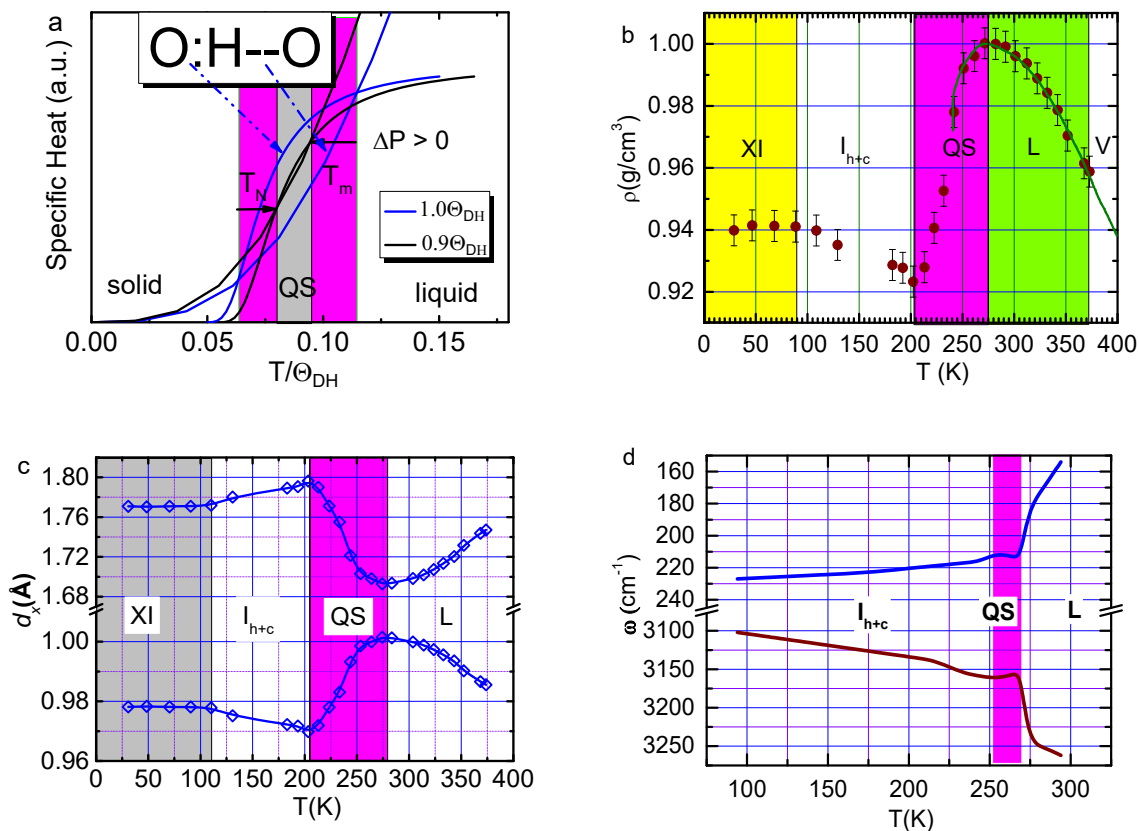 a
O:H--O
Specific Heat (a.u.)
ΔP > 0
T_N
T_m
1.0Θ_DH
0.9Θ_DH
solid
QS
liquid
0.00 0.05 0.10 0.15
T/Θ_DH
b
ρ(g/cm³)
1.00
0.98
0.96
0.94
0.92
XI I_h+c QS L V
0 50 100 150 200 250 300 350 400
T (K)
c
d_x(Å)
1.80
1.76
1.72
1.68
XI I_h+c QS L
1.00
0.98
0.96
0 50 100 150 200 250 300 350 400
T(K)
d
ω (cm⁻¹)
160
180
200
220
240
I_h+c QS L
3100
3150
3200
3250
100 150 200 250 300
T(K)